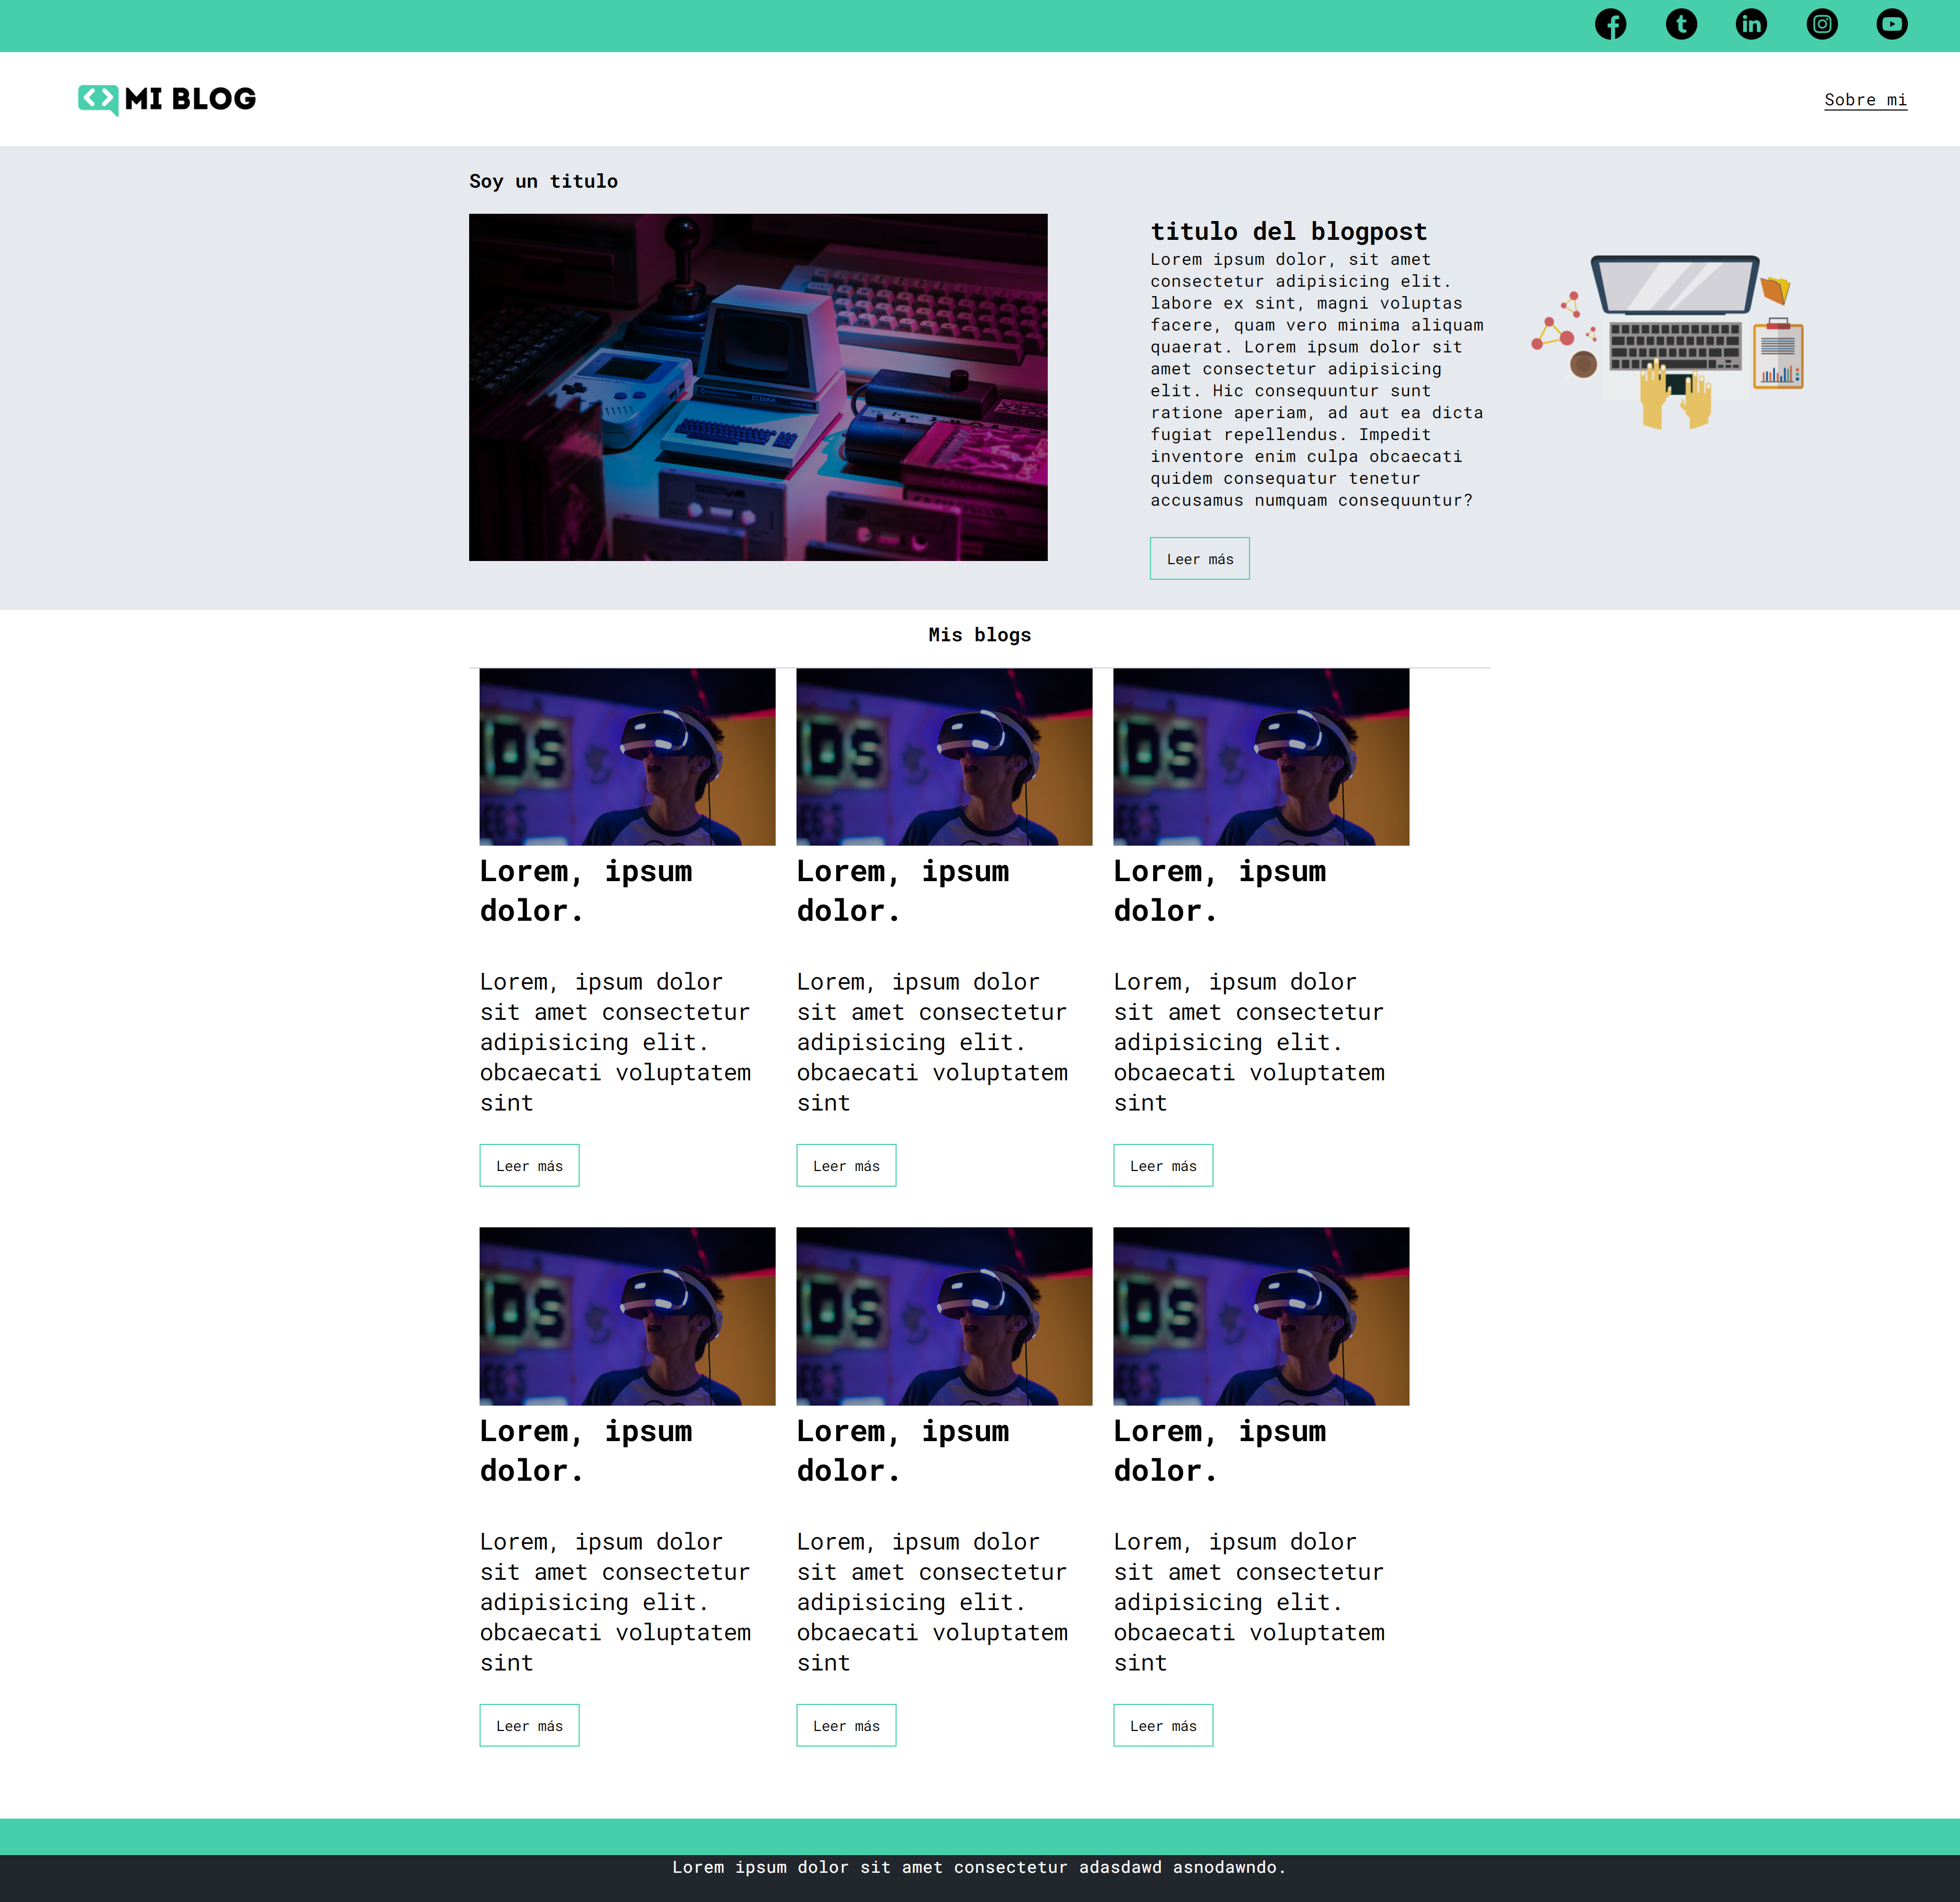 MI BLOG
Sobre mi
Soy un titulo
CBM
titulo del blogpost
Lorem ipsum dolor, sit amet
consectetur adipisicing elit.
labore ex sint, magni voluptas
facere, quam vero minima aliquam
quaerat. Lorem ipsum dolor sit
amet consectetur adipisicing
elit. Hic consequuntur sunt
ratione aperiam, ad aut ea dicta
fugiat repellendus. Impedit
inventore enim culpa obcaecati
quidem consequatur tenetur
accusamus numquam consequuntur?
Leer más
Mis blogs
Lorem, ipsum
dolor.
Lorem, ipsum dolor
sit amet consectetur
adipisicing elit.
obcaecati voluptatem
sint
Leer más
Lorem, ipsum
dolor.
Lorem, ipsum dolor
sit amet consectetur
adipisicing elit.
obcaecati voluptatem
sint
Leer más
Lorem, ipsum
dolor.
Lorem, ipsum dolor
sit amet consectetur
adipisicing elit.
obcaecati voluptatem
sint
Leer más
Lorem, ipsum
dolor.
Lorem, ipsum dolor
sit amet consectetur
adipisicing elit.
obcaecati voluptatem
sint
Leer más
Lorem, ipsum
dolor.
Lorem, ipsum dolor
sit amet consectetur
adipisicing elit.
obcaecati voluptatem
sint
Leer más
Lorem, ipsum
dolor.
Lorem, ipsum dolor
sit amet consectetur
adipisicing elit.
obcaecati voluptatem
sint
Leer más
Lorem ipsum dolor sit amet consectetur adasdawd asnodawndo.